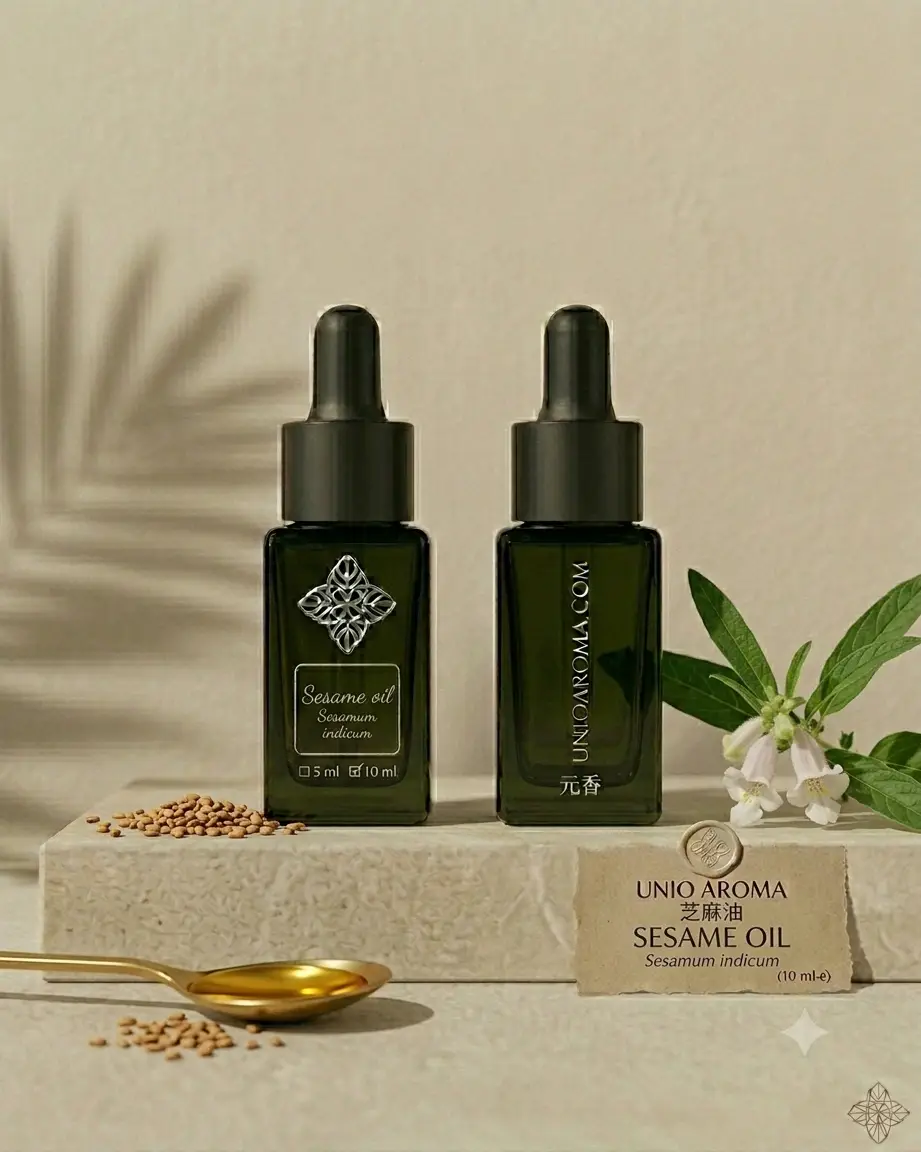 Sesame oil
Sesamum
indicum
☐ 5 ml ☑ 10 ml
UNIQAROMA.COM
元香
UNIO AROMA
芝麻油
SESAME OIL
Sesamum indicum
(10 ml-e)